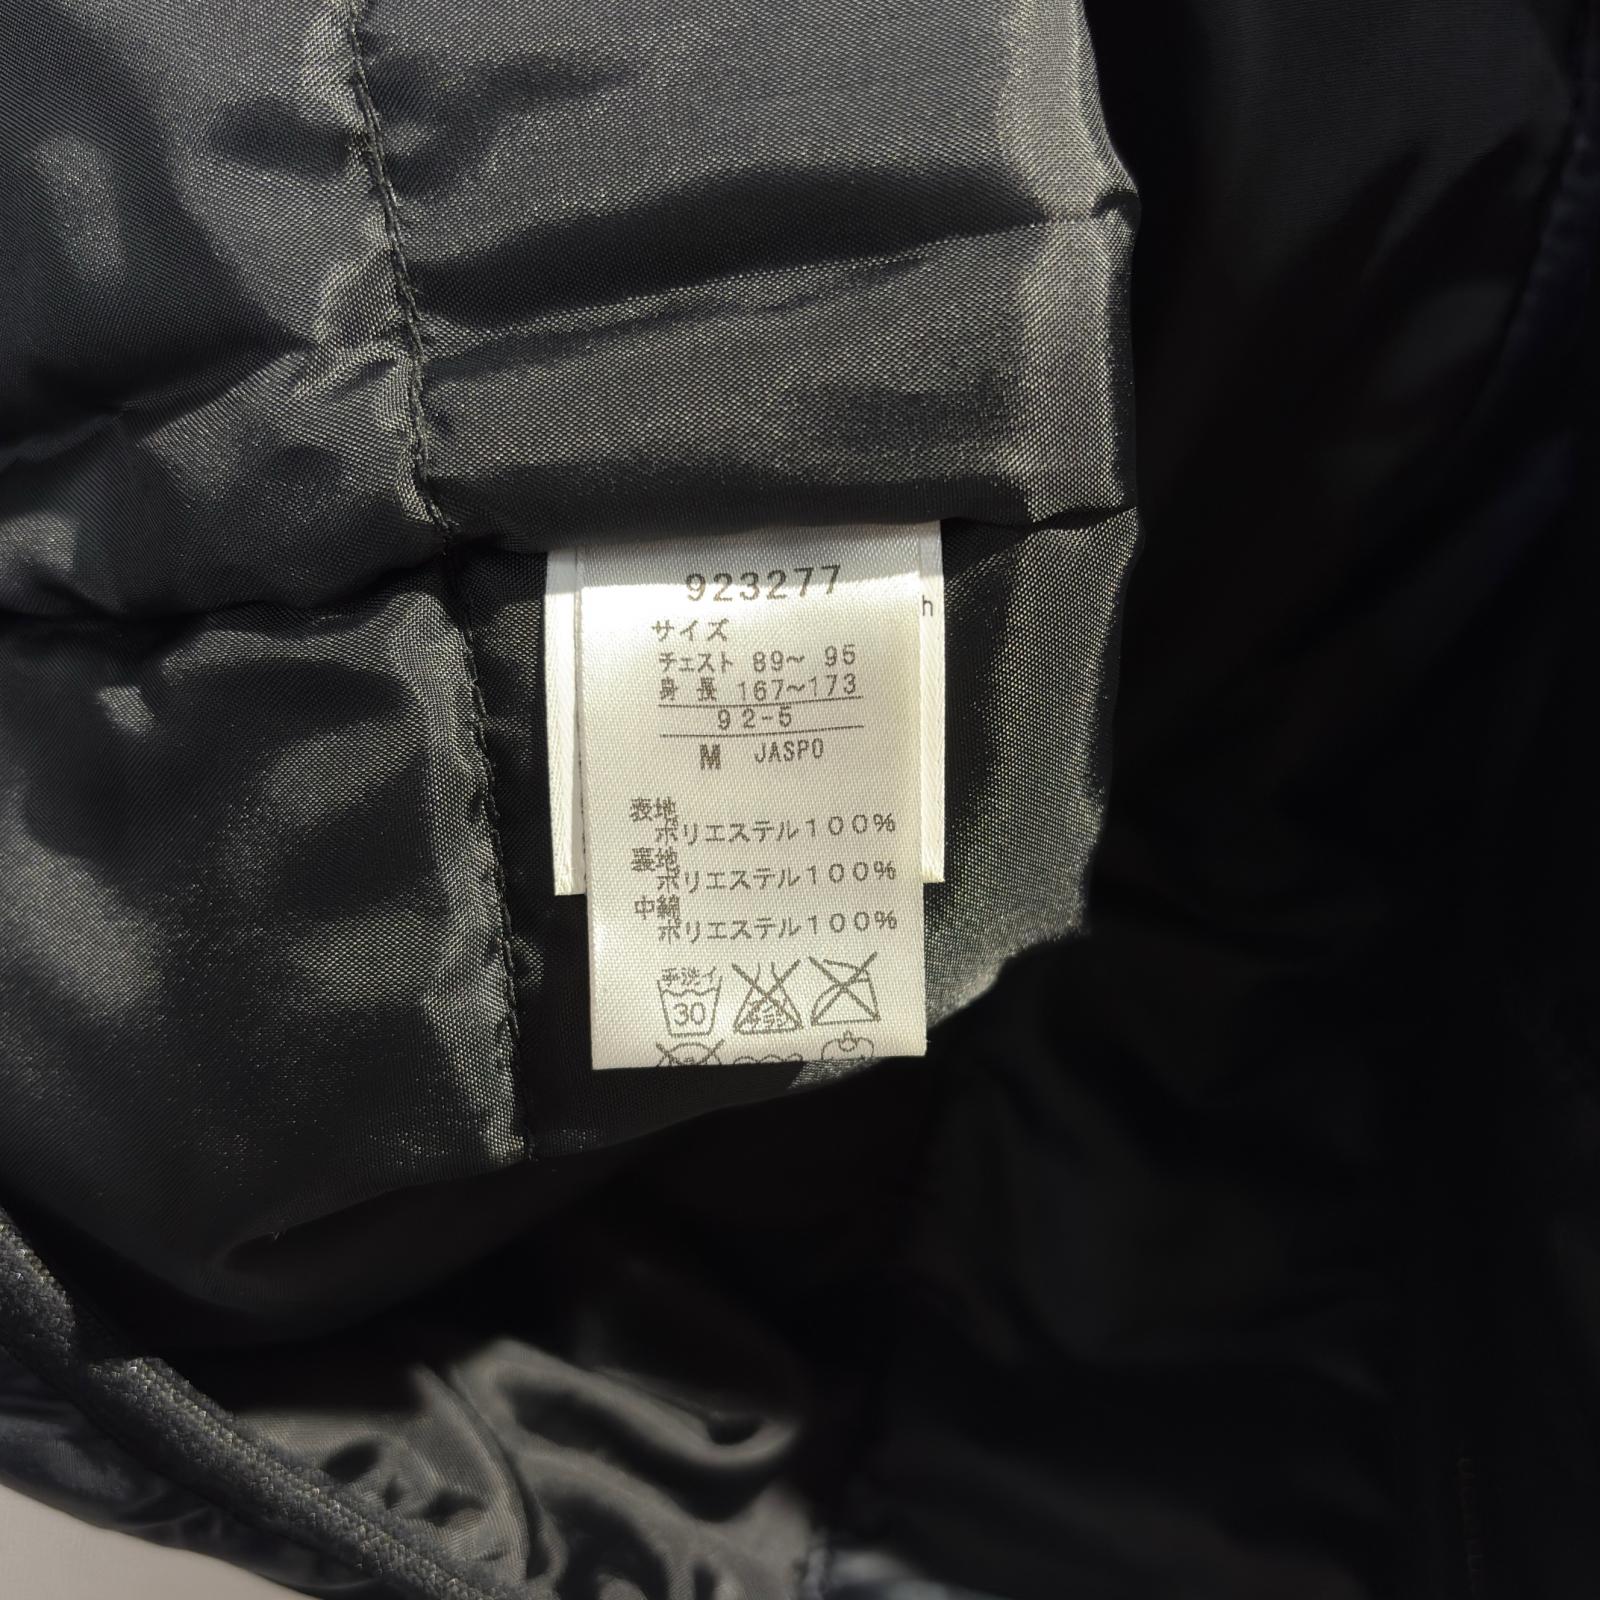 923277
サイズ
チェスト 89～ 95
身 長 167～173
92-5
M JASPO
表地
ポリエステル100%
裏地
ポリエステル100%
中綿
ポリエステル100%
手洗イ
30
h